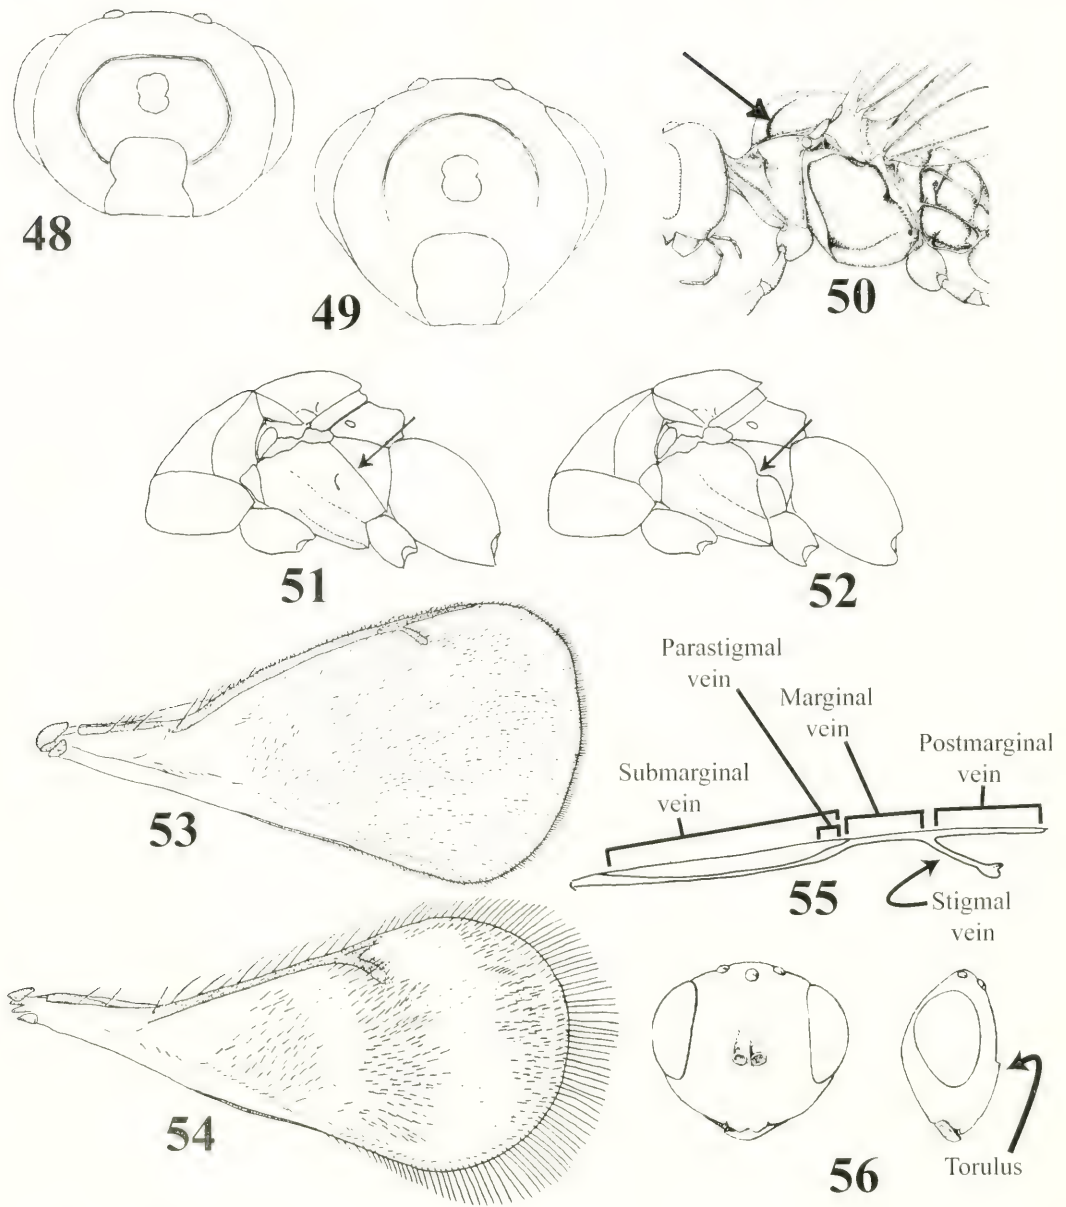 48
49
50
51
52
53
Parastigmal
vein
Marginal
vein
Postmarginal
vein
Submarginal
vein
55
Stigmal
vein
54
56
Torulus